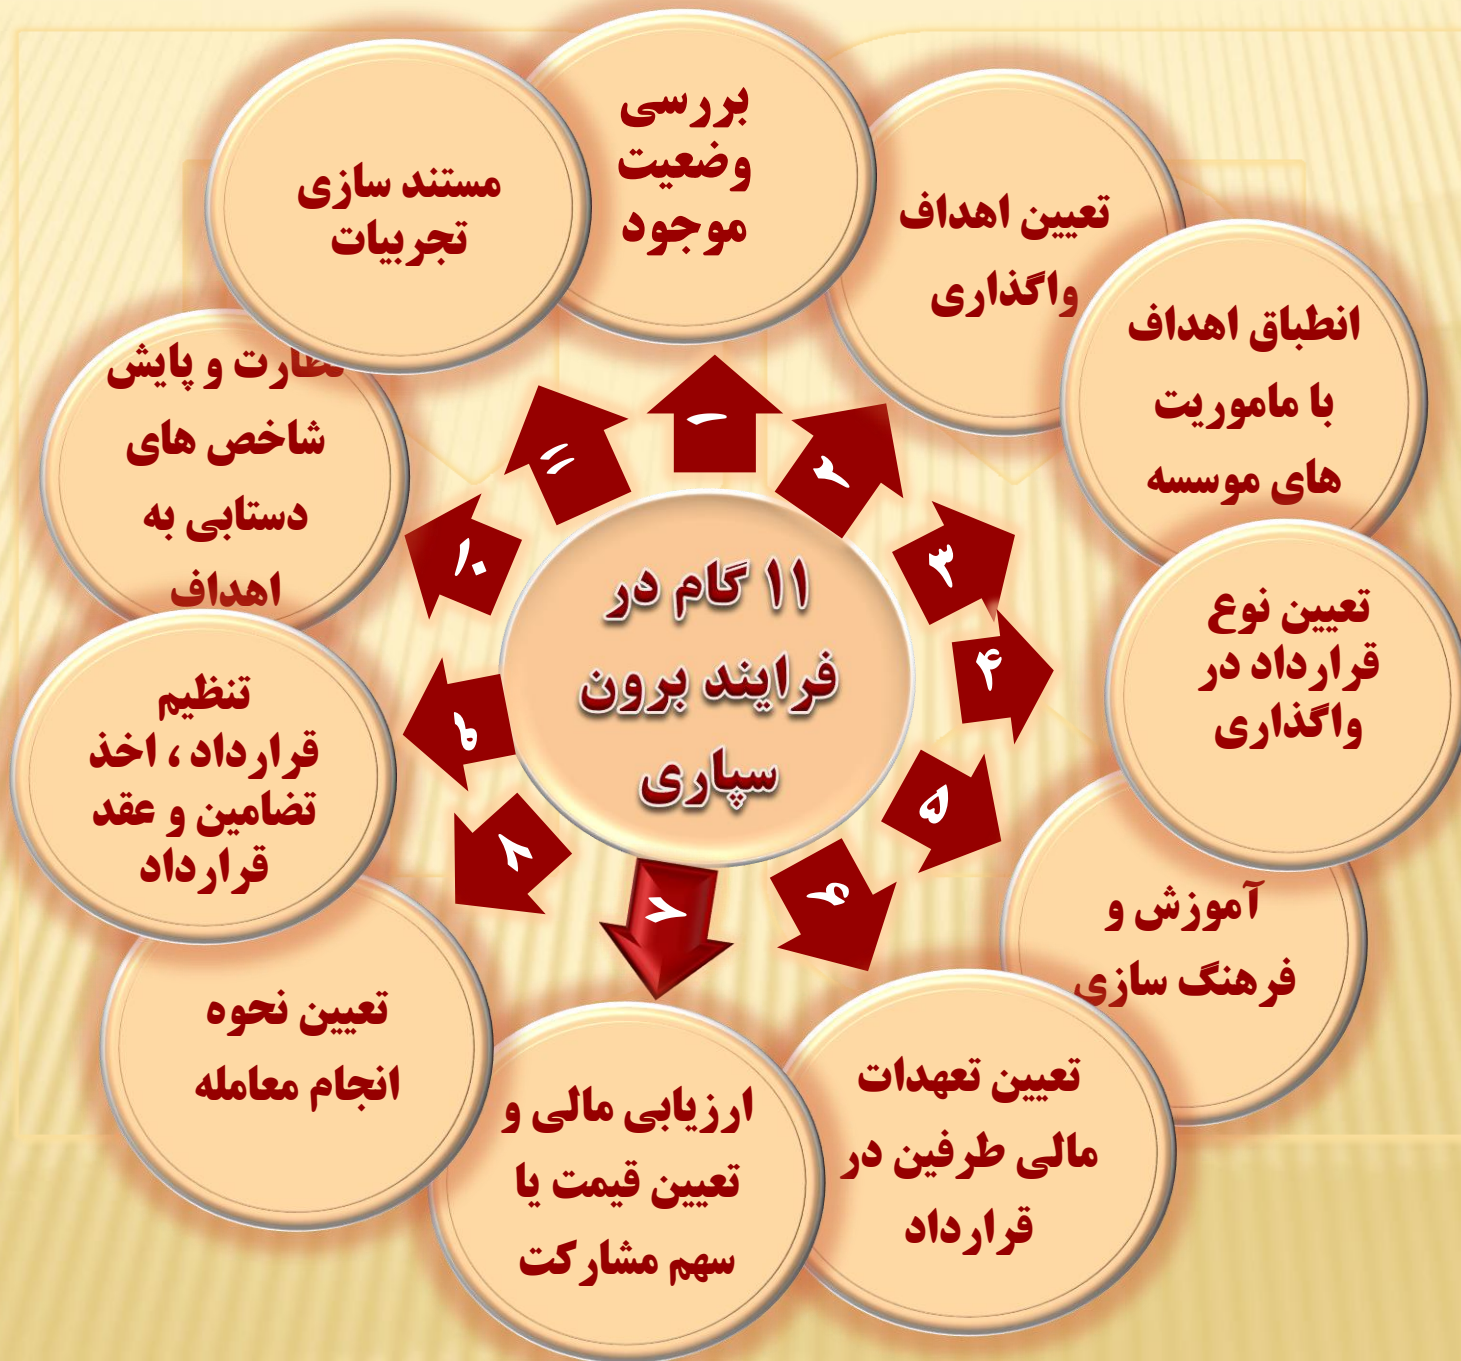 ۱۱ گام در
فرایند برون
سپاری
۱
بررسی
وضعیت
موجود
۲
تعیین اهداف
واگذاری
۳
انطباق اهداف
با ماموریت
های موسسه
۴
تعیین نوع
قرارداد در
واگذاری
۵
آموزش و
فرهنگ سازی
۶
تعیین تعهدات
مالی طرفین در
قرارداد
۷
ارزیابی مالی و
تعیین قیمت یا
سهم مشارکت
۸
تعیین نحوه
انجام معامله
۹
تنظیم
قرارداد ، اخذ
تضامین و عقد
قرارداد
۱۰
نظارت و پایش
شاخص های
دستابی به
اهداف
۱۱
مستند سازی
تجربیات